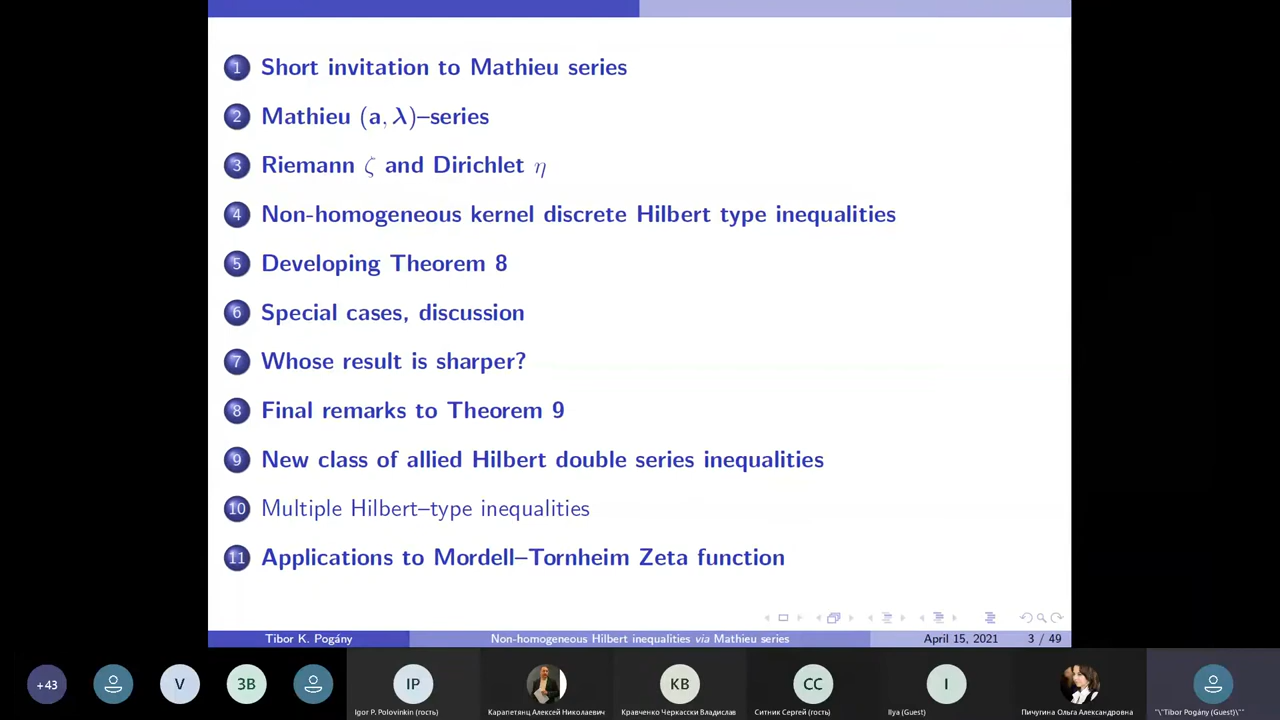 1 Short invitation to Mathieu series
2 Mathieu (a, λ)–series
3 Riemann ζ and Dirichlet η
4 Non-homogeneous kernel discrete Hilbert type inequalities
5 Developing Theorem 8
6 Special cases, discussion
7 Whose result is sharper?
8 Final remarks to Theorem 9
9 New class of allied Hilbert double series inequalities
10 Multiple Hilbert–type inequalities
11 Applications to Mordell–Tornheim Zeta function
Tibor K. Pogány Non-homogeneous Hilbert inequalities via Mathieu series April 15, 2021 3 / 49
+43 V ЗВ IP КВ СС I
Igor P. Polovinkin (гость) Карапетянц Алексей Николаевич Кравченко Черкасски Владислав Ситник Сергей (гость) Ilya (Guest) Пичугина Ольга Александровна "\"Tibor Pogány (Guest)\""